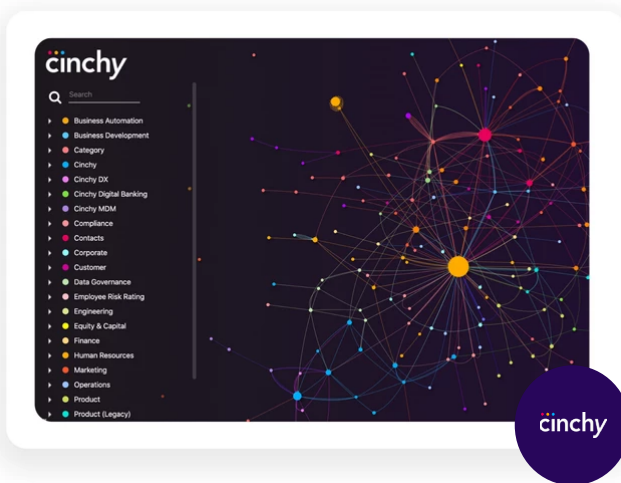 cinchy
Search
Business Automation
Business Development
Category
Cinchy
Cinchy DX
Cinchy Digital Banking
Cinchy MDM
Compliance
Contacts
Corporate
Customer
Data Governance
Employee Risk Rating
Engineering
Equity & Capital
Finance
Human Resources
Marketing
Operations
Product
Product (Legacy)
cinchy